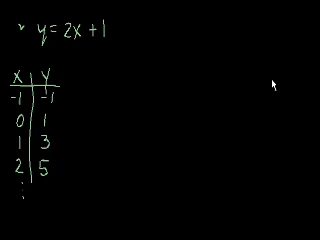 y = 2x + 1
x | y
-1 | -1
0 | 1
1 | 3
2 | 5
⋮